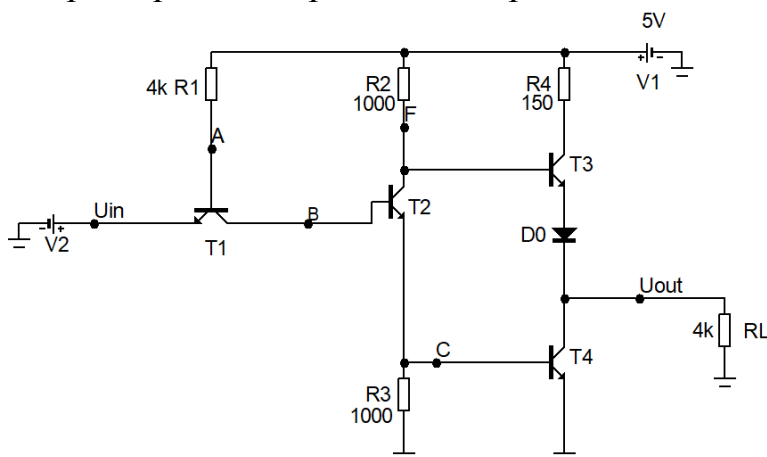 5V
+ -
V1
4k R1
R2
1000
F
R4
150
A
T3
Uin
B
T2
- +
V2
T1
D0
Uout
4k RL
C
T4
R3
1000